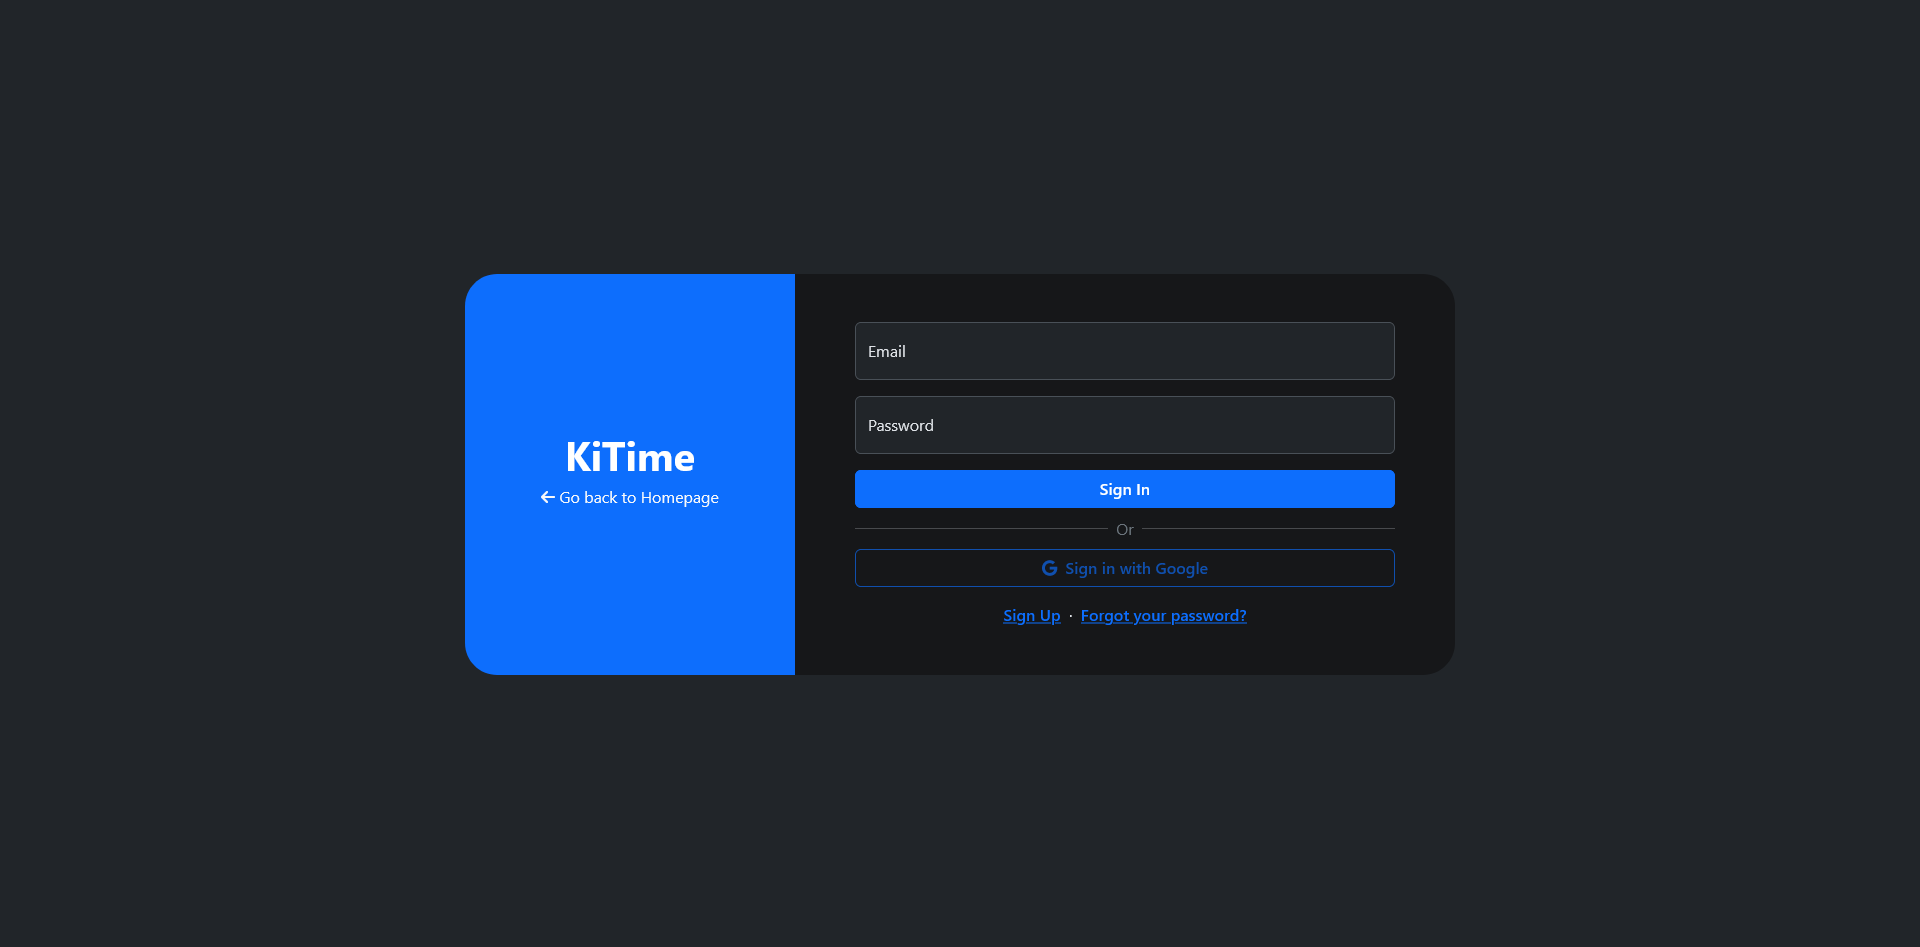 KiTime
Go back to Homepage
Email
Password
Sign In
Or
Sign in with Google
Sign Up · Forgot your password?